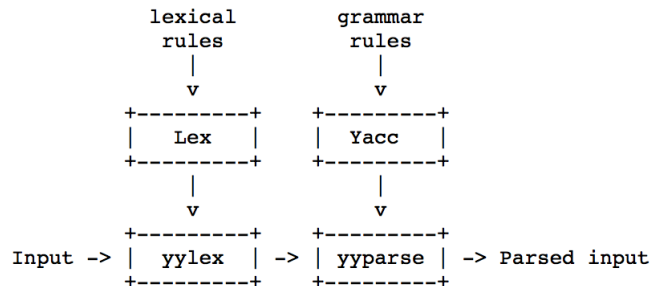 lexical grammar
rules rules
| |
v v
+---------+ +---------+
| Lex | | Yacc |
+---------+ +---------+
| |
v v
+---------+ +---------+
Input -> | yylex | -> | yyparse | -> Parsed input
+---------+ +---------+